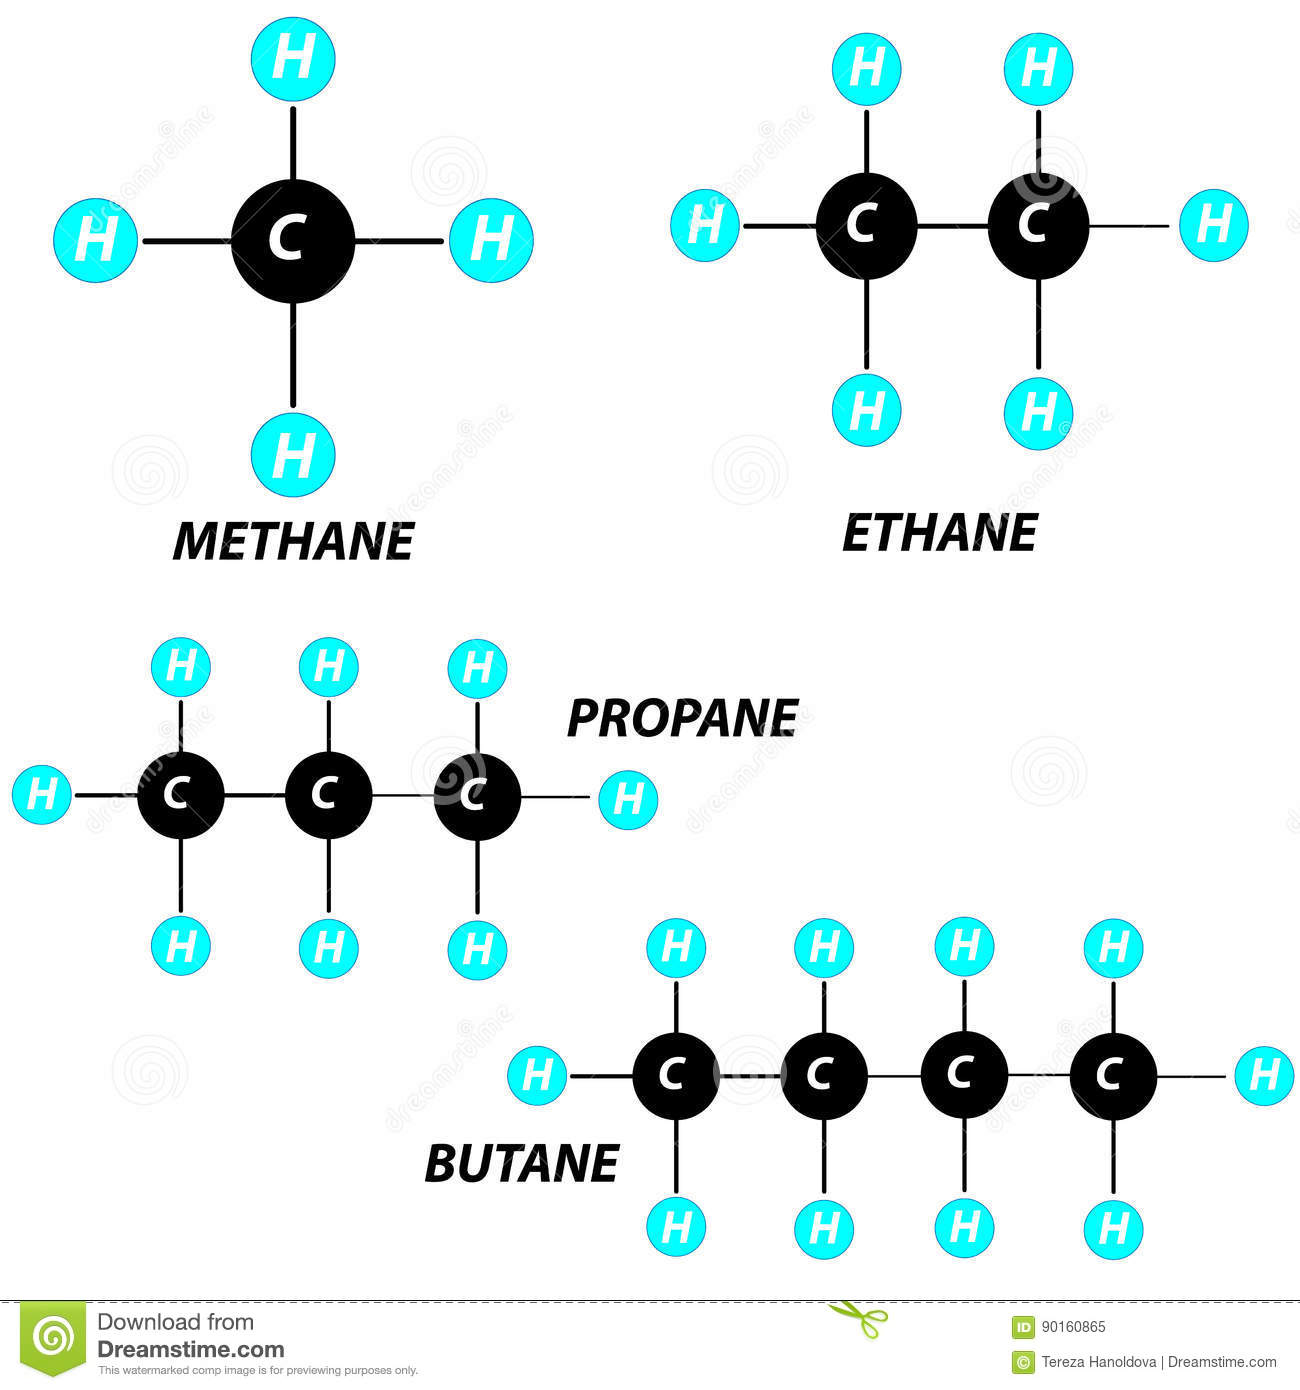 H
H C H
H
METHANE
H H
H C C H
H H
ETHANE
H H H
PROPANE
H C C C H
H H H
H H H H
H C C C C H
BUTANE
H H H H
dreamstime
Download from
Dreamstime.com
This watermarked comp image is for previewing purposes only.
ID 90160865
© Tereza Hanoldova | Dreamstime.com